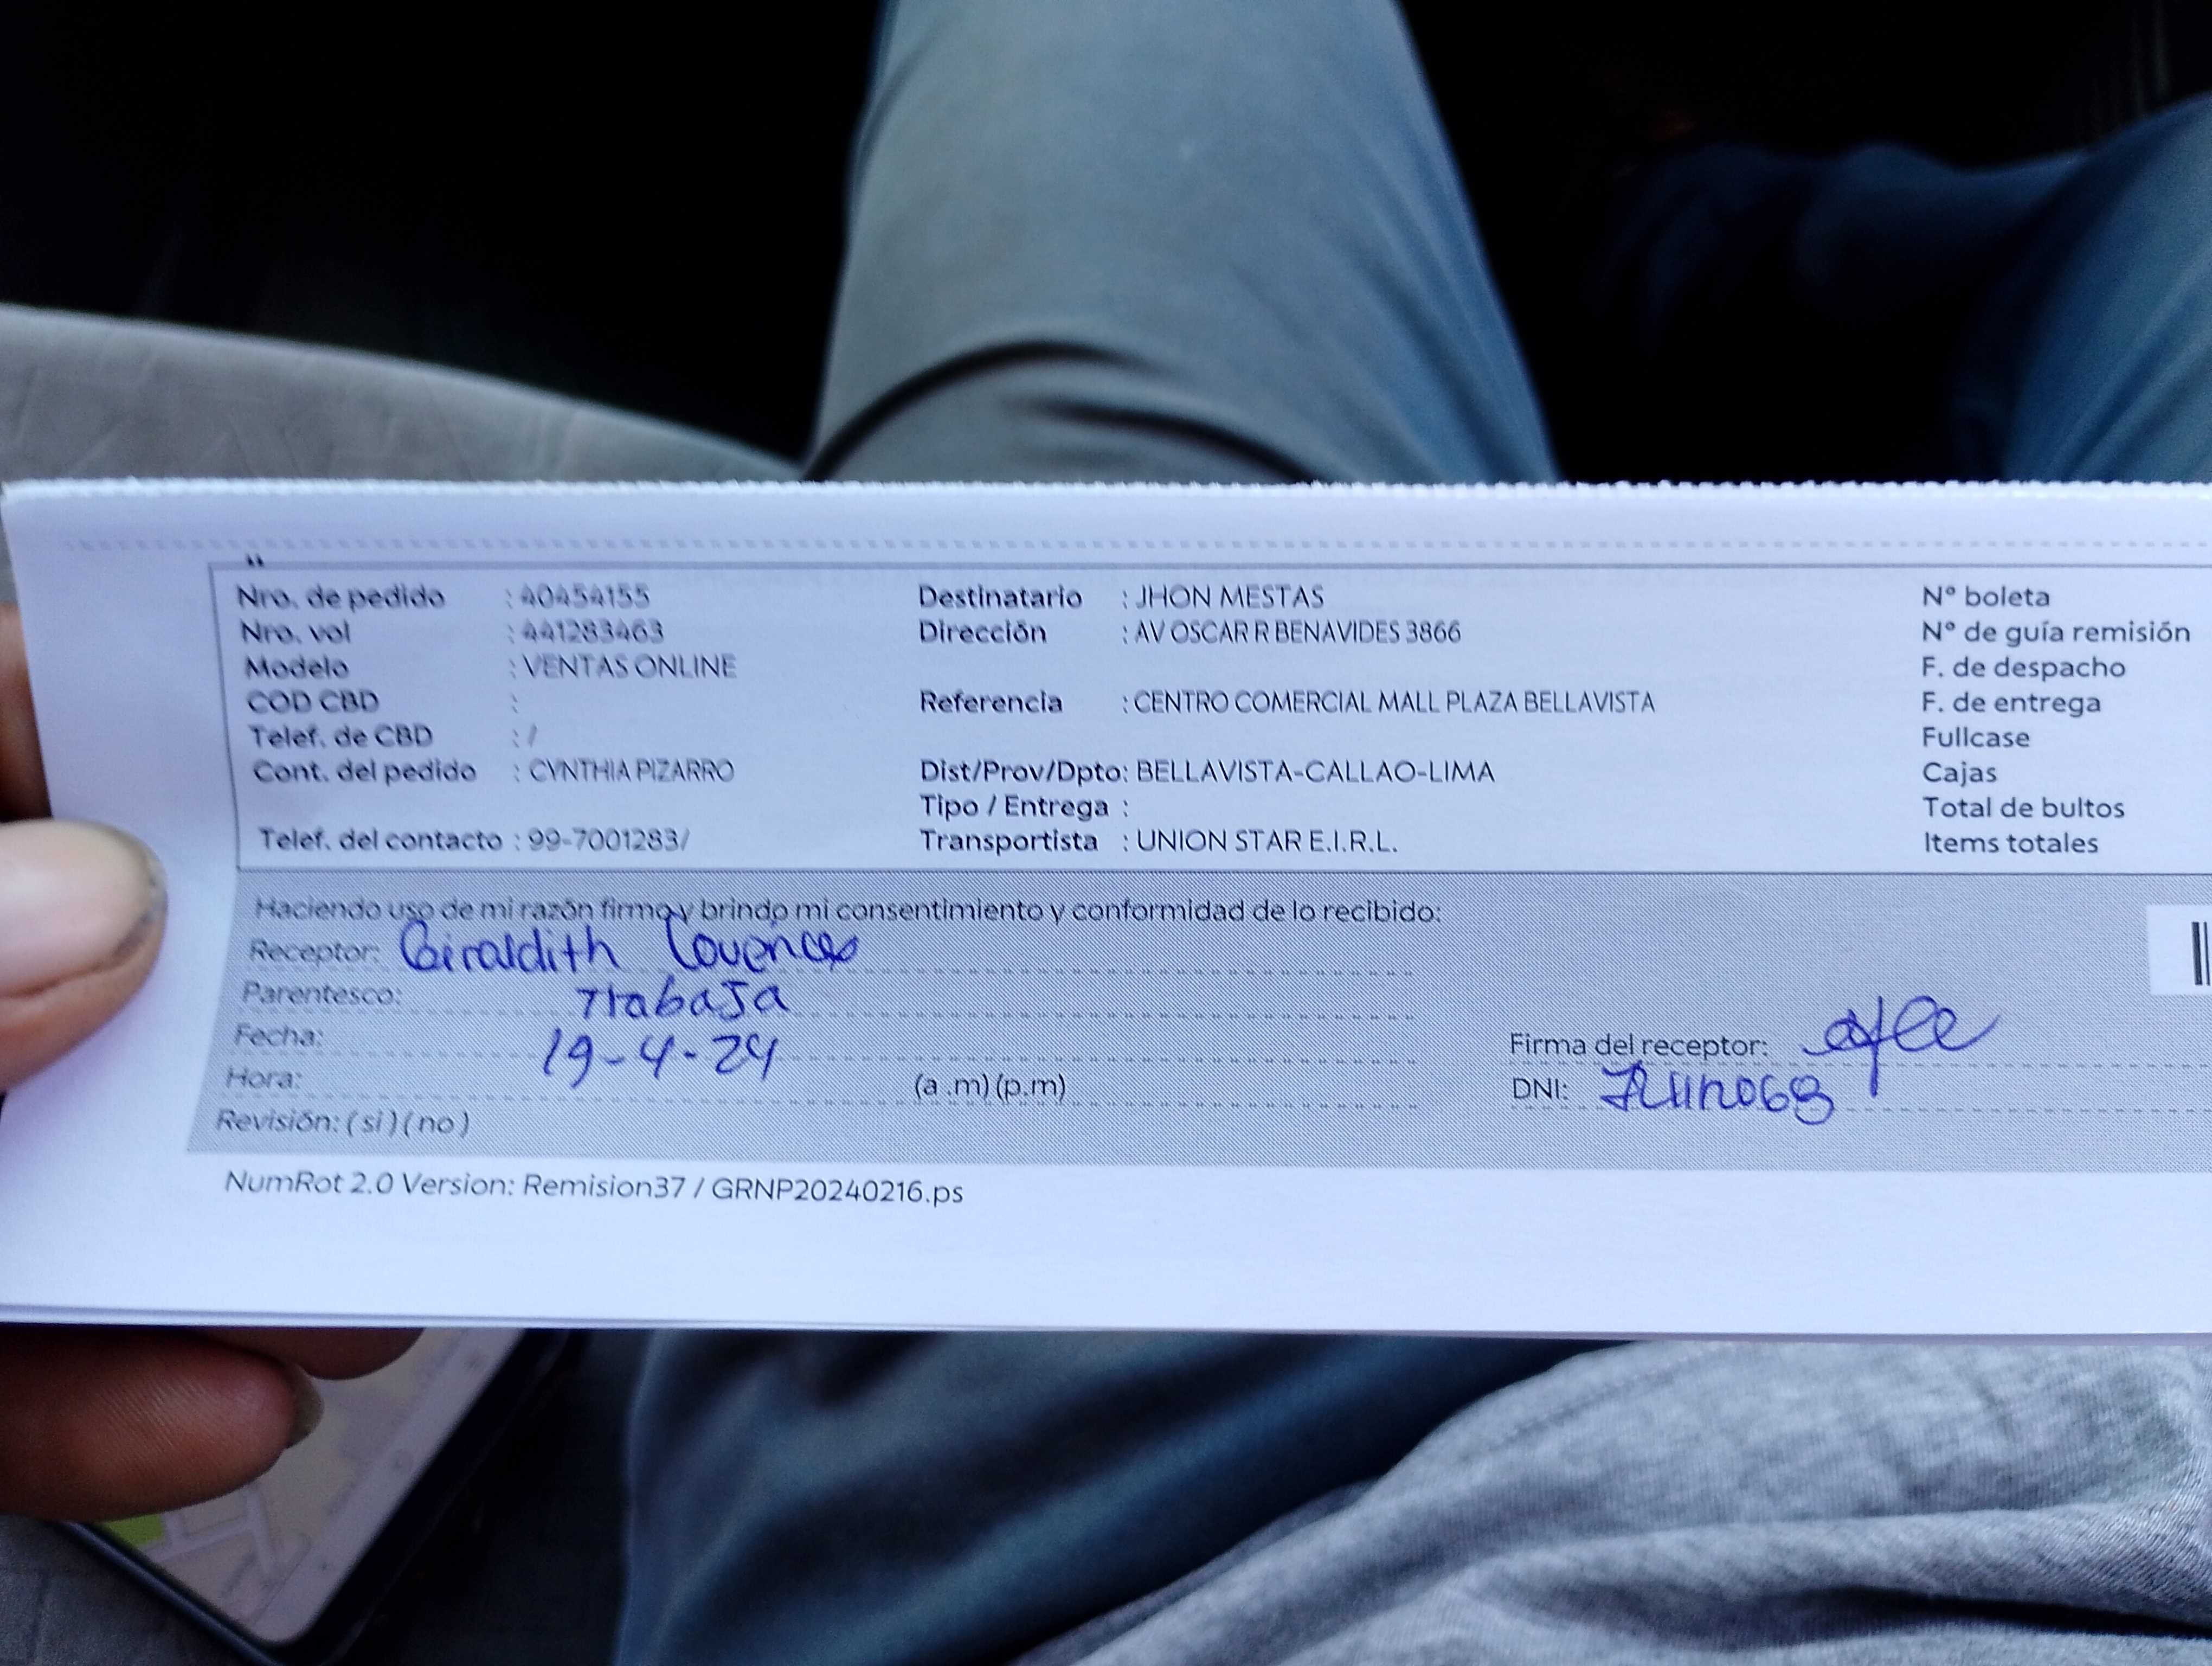 Nro. de pedido : 40454155 Destinatario : JHON MESTAS N° boleta
Nro. vol : 441283463 Dirección : AV OSCAR R BENAVIDES 3866 N° de guía remisión
Modelo : VENTAS ONLINE F. de despacho
COD CBD : Referencia : CENTRO COMERCIAL MALL PLAZA BELLAVISTA F. de entrega
Telef. de CBD : / Fullcase
Cont. del pedido : CYNTHIA PIZARRO Dist/Prov/Dpto: BELLAVISTA-CALLAO-LIMA Cajas
Tipo / Entrega : Total de bultos
Telef. del contacto : 99-7001283/ Transportista : UNION STAR E.I.R.L. Items totales
Haciendo uso de mi razón firmo y brindo mi consentimiento y conformidad de lo recibido:
Receptor: Giraldith
Parentesco: Trabaja
Fecha: 19-4-24 Firma del receptor:
Hora: (a .m) (p.m) DNI:
Revisión: ( si ) ( no )
NumRot 2.0 Version: Remision37 / GRNP20240216.ps